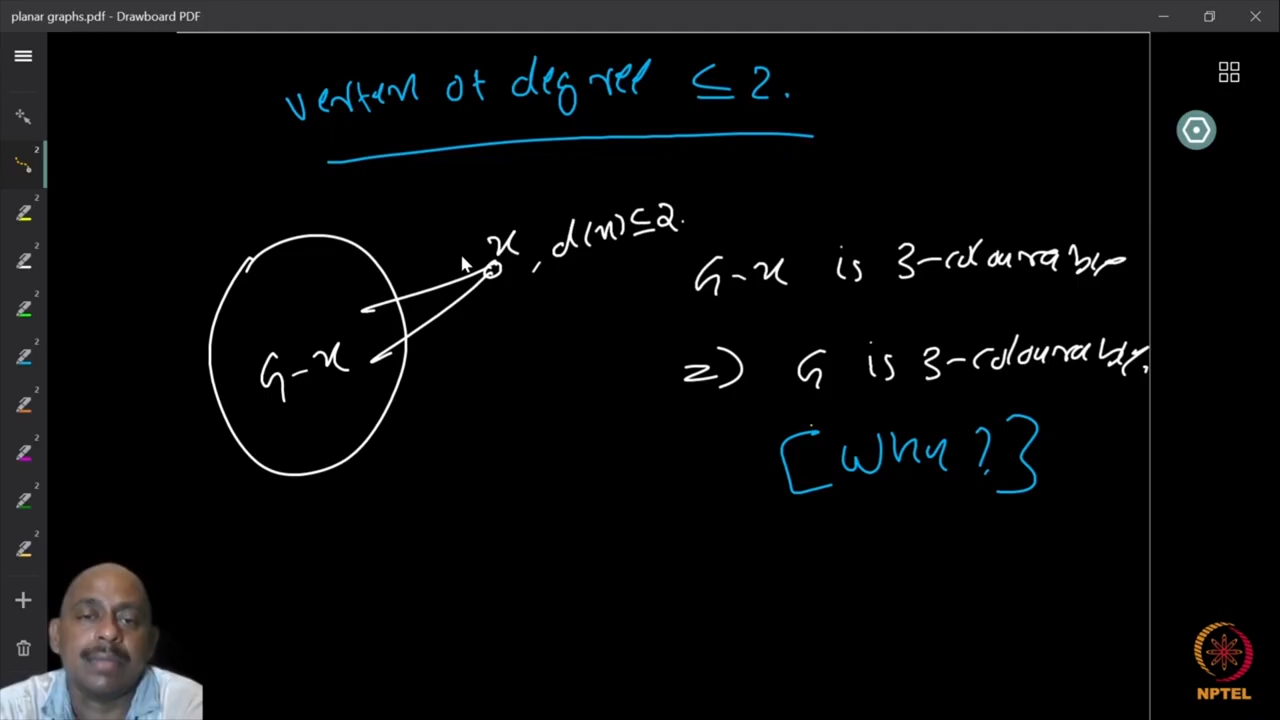 planar graphs.pdf - Drawboard PDF
vertex of degree ≤ 2.
x, d(x) ≤ 2.
G-x is 3-colourable
G-x
=> G is 3-colourable.
[Why?]
NPTEL